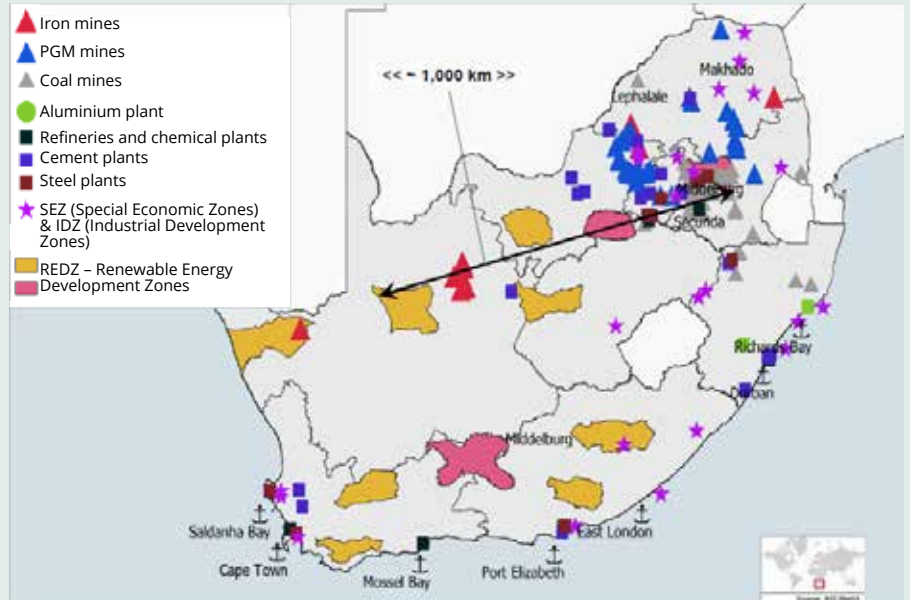 Iron mines
PGM mines
Coal mines
Aluminium plant
Refineries and chemical plants
Cement plants
Steel plants
SEZ (Special Economic Zones)
& IDZ (Industrial Development
Zones)
REDZ – Renewable Energy
Development Zones
<< ~ 1,000 km >>
Makhado
Lephalale
Middelburg
Secunda
Richards Bay
Durban
Middelburg
Saldanha Bay
East London
Cape Town
Port Elizabeth
Mossel Bay